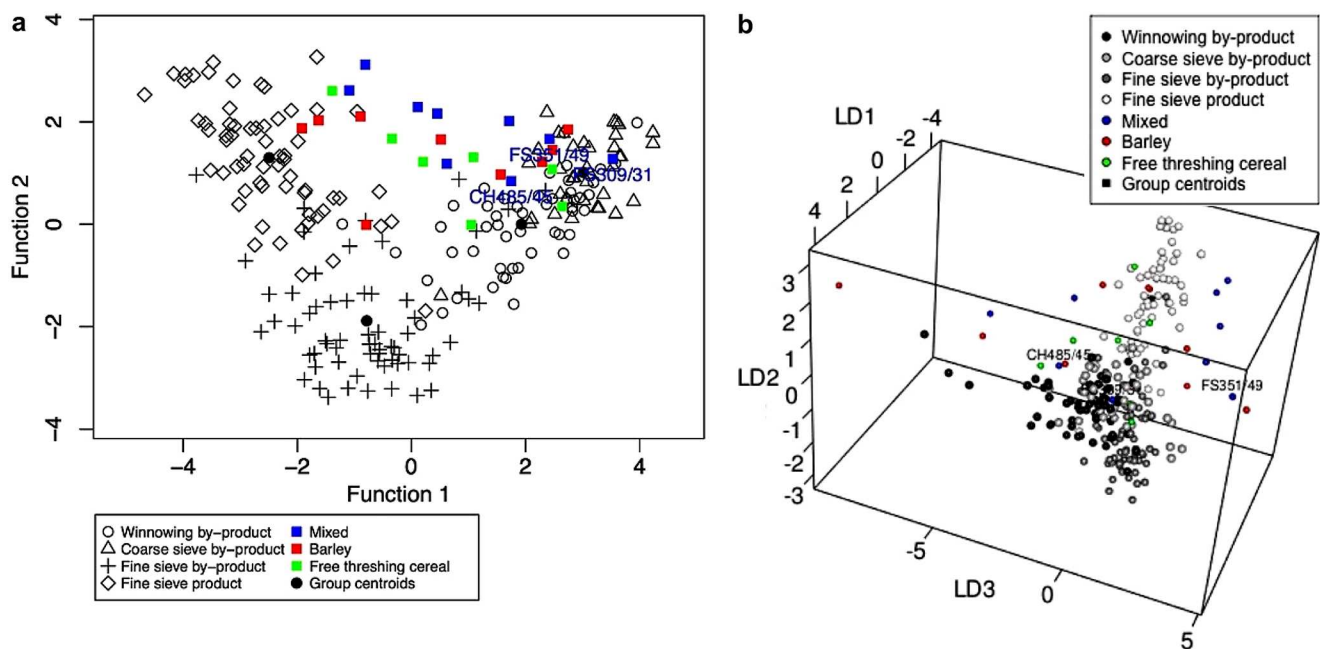 a
4
2
0
−2
−4
Function 2
FS351/49
FS309/31
CH485/45
−4
−2
0
2
4
Function 1
Winnowing by−product
Coarse sieve by−product
Fine sieve by−product
Fine sieve product
Mixed
Barley
Free threshing cereal
Group centroids
b
Winnowing by-product
Coarse sieve by-product
Fine sieve by-product
Fine sieve product
Mixed
Barley
Free threshing cereal
Group centroids
LD1
-4
-2
0
2
4
3
2
1
0
-1
-2
-3
LD2
CH485/45
FS351/49
-5
0
5
LD3